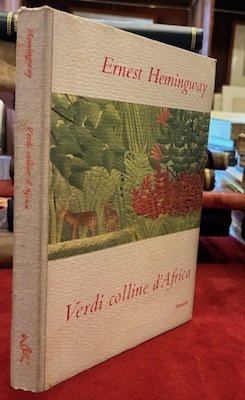 Ernest Hemingway
Verdi colline d'Africa
Einaudi
Hemingway
Verdi colline d'Africa